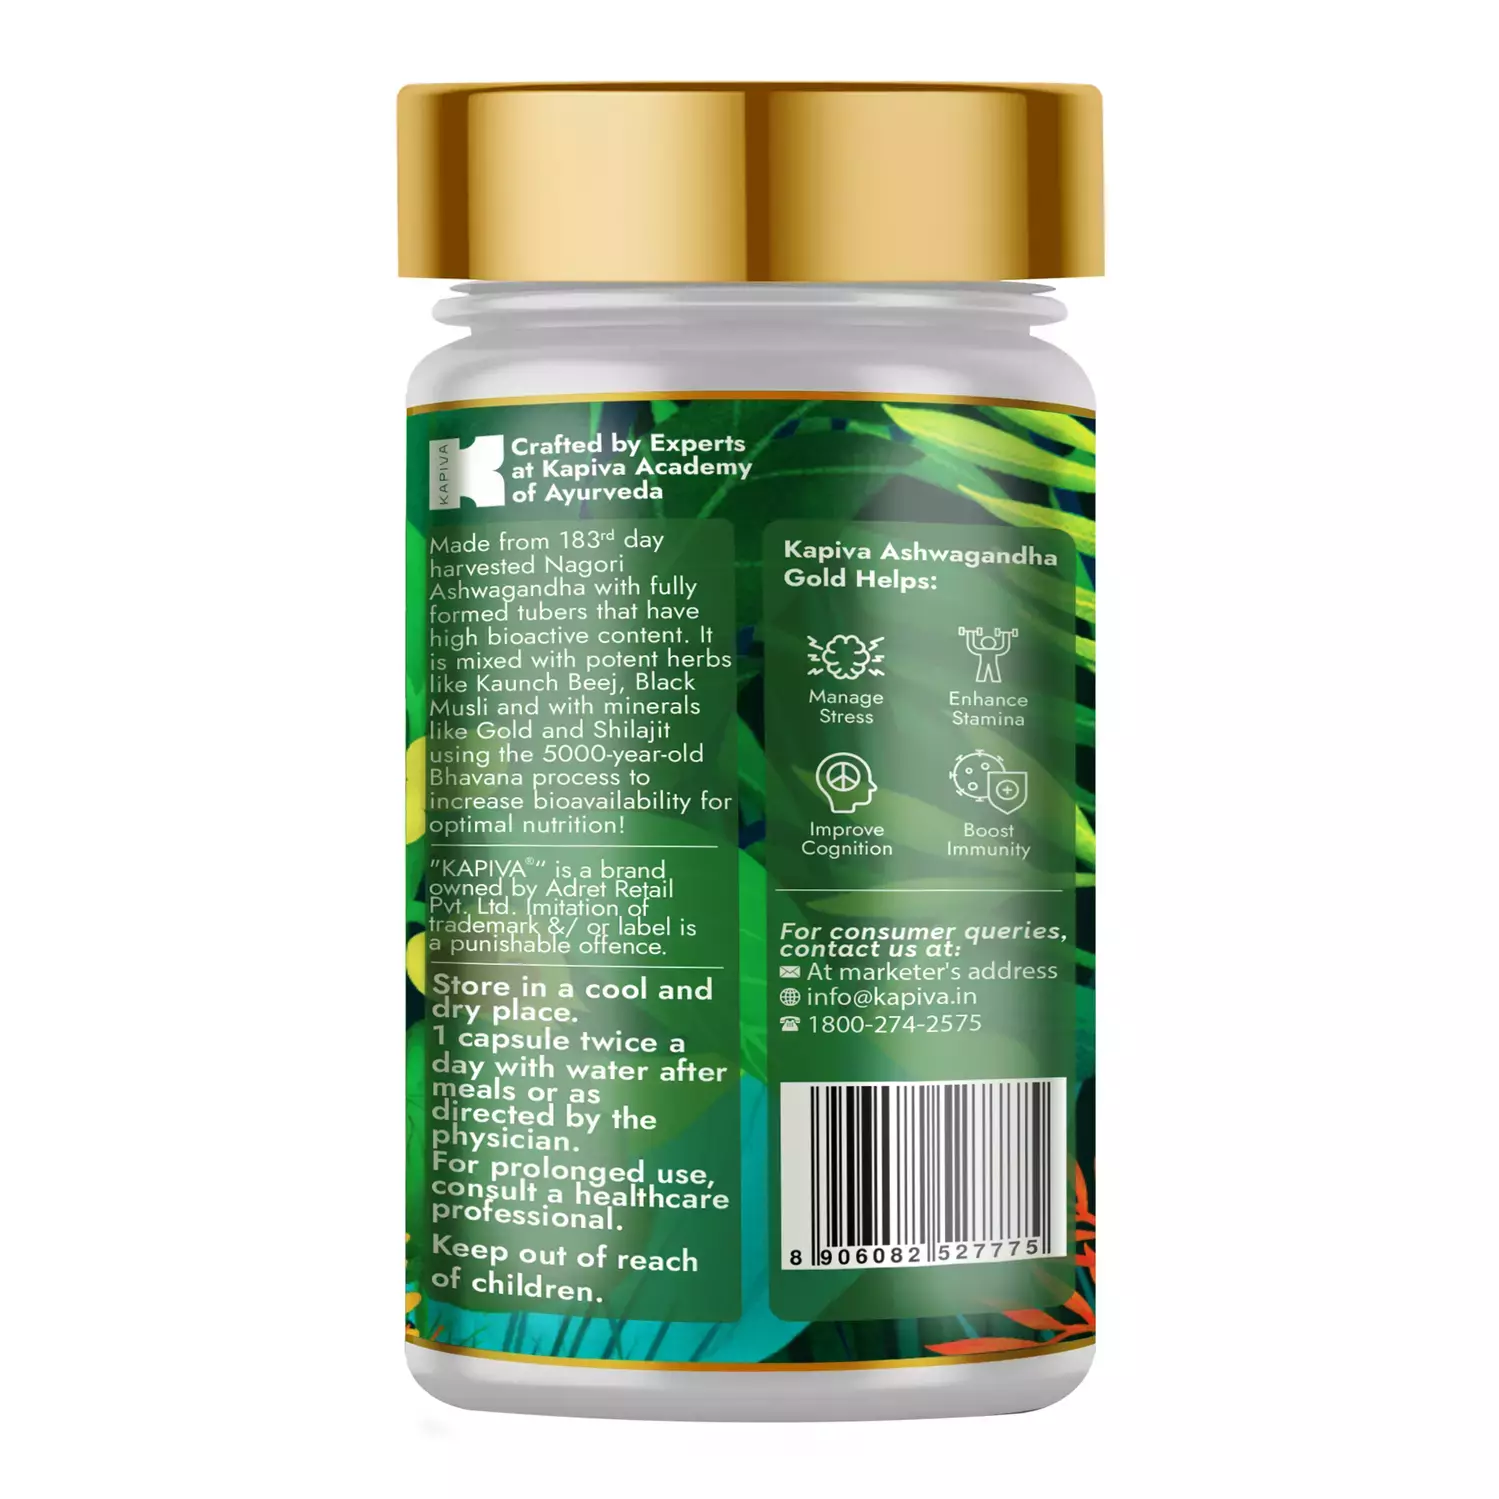 KAPIVA
Crafted by Experts
at Kapiva Academy
of Ayurveda
Made from 183rd day
harvested Nagori
Ashwagandha with fully
formed tubers that have
high bioactive content. It
is mixed with potent herbs
like Kaunch Beej, Black
Musli and with minerals
like Gold and Shilajit
using the 5000-year-old
Bhavana process to
increase bioavailability for
optimal nutrition!
"KAPIVA®" is a brand
owned by Adret Retail
Pvt. Ltd. Imitation of
trademark &/ or label is
a punishable offence.
Store in a cool and
dry place.
1 capsule twice a
day with water after
meals or as
directed by the
physician.
For prolonged use,
consult a healthcare
professional.
Keep out of reach
of children.
Kapiva Ashwagandha
Gold Helps:
Manage
Stress
Enhance
Stamina
Improve
Cognition
Boost
Immunity
For consumer queries,
contact us at:
At marketer's address
info@kapiva.in
1800-274-2575
8 906082 527775